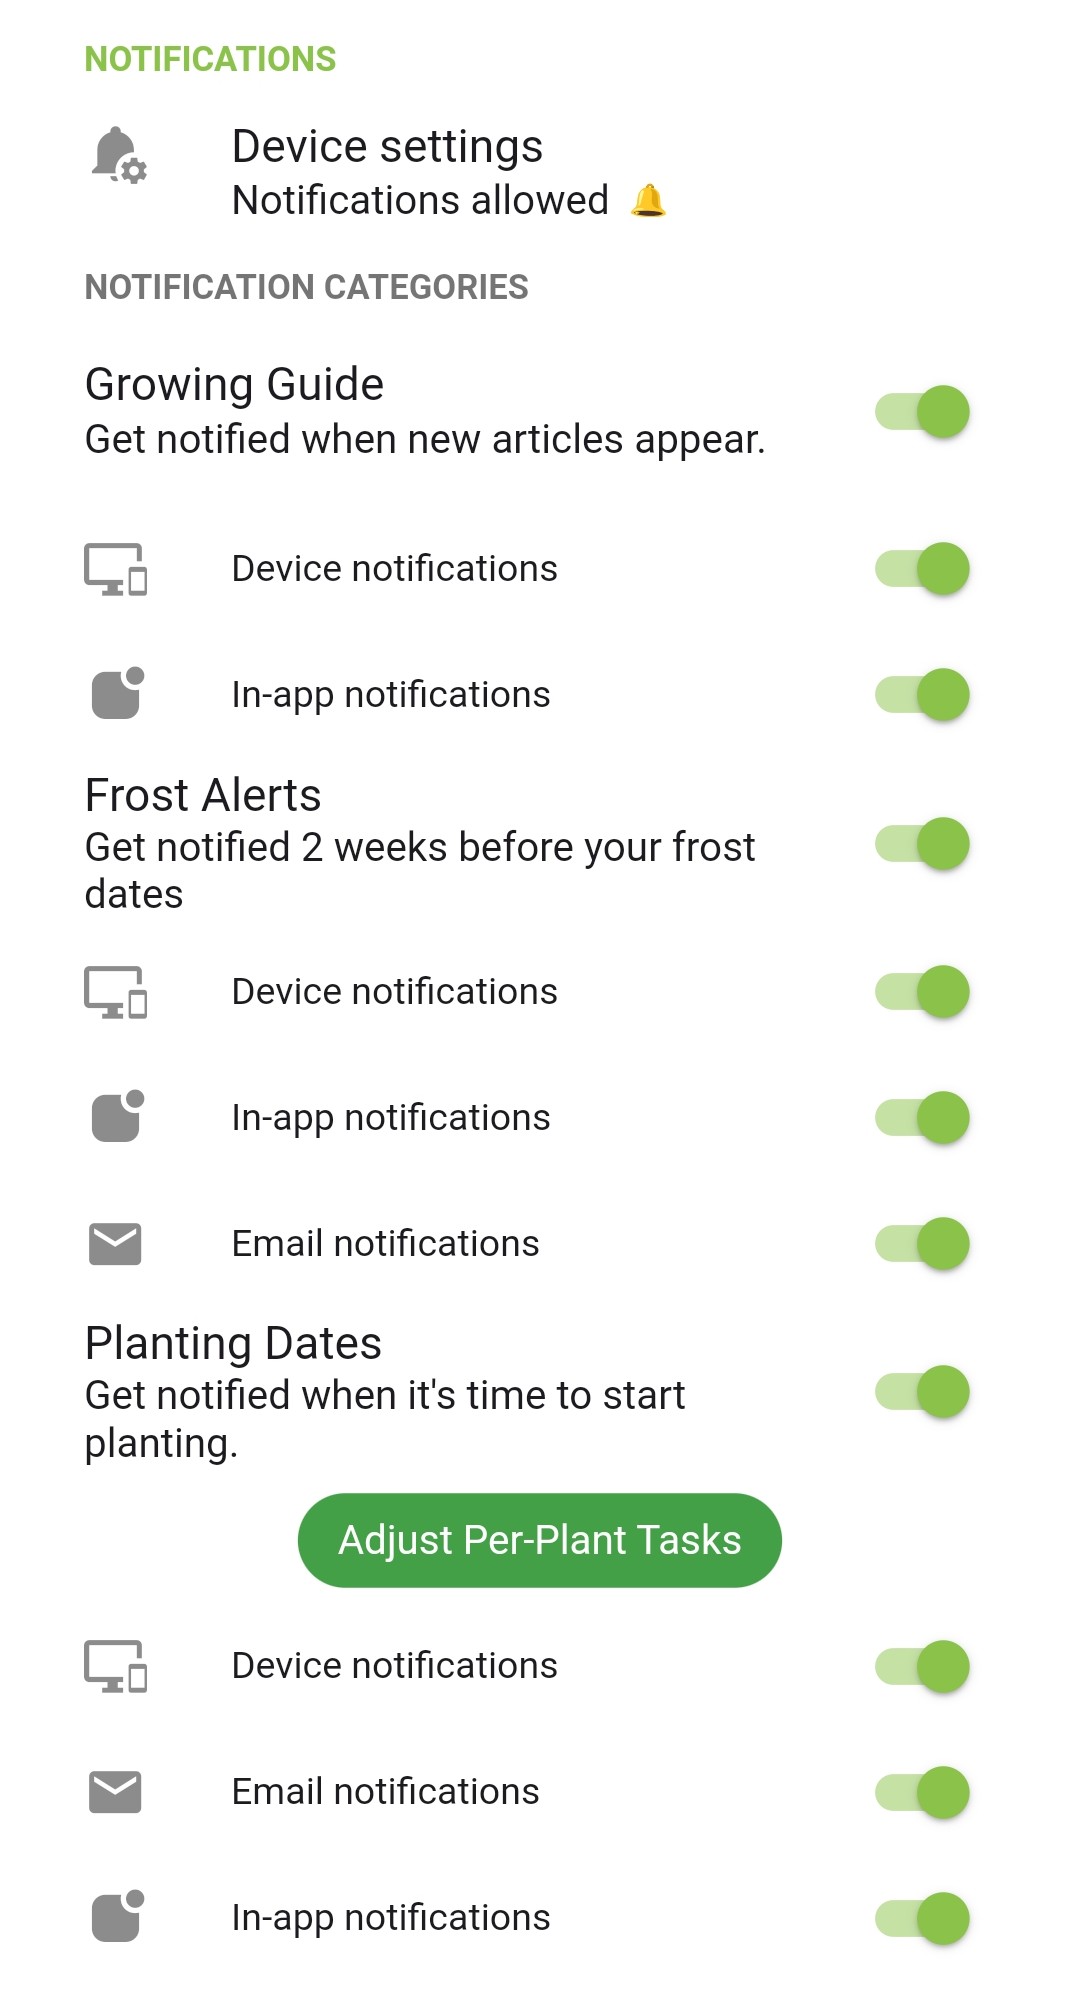 NOTIFICATIONS
Device settings
Notifications allowed 🔔
NOTIFICATION CATEGORIES
Growing Guide
Get notified when new articles appear.
Device notifications
In-app notifications
Frost Alerts
Get notified 2 weeks before your frost
dates
Device notifications
In-app notifications
Email notifications
Planting Dates
Get notified when it's time to start
planting.
Adjust Per-Plant Tasks
Device notifications
Email notifications
In-app notifications